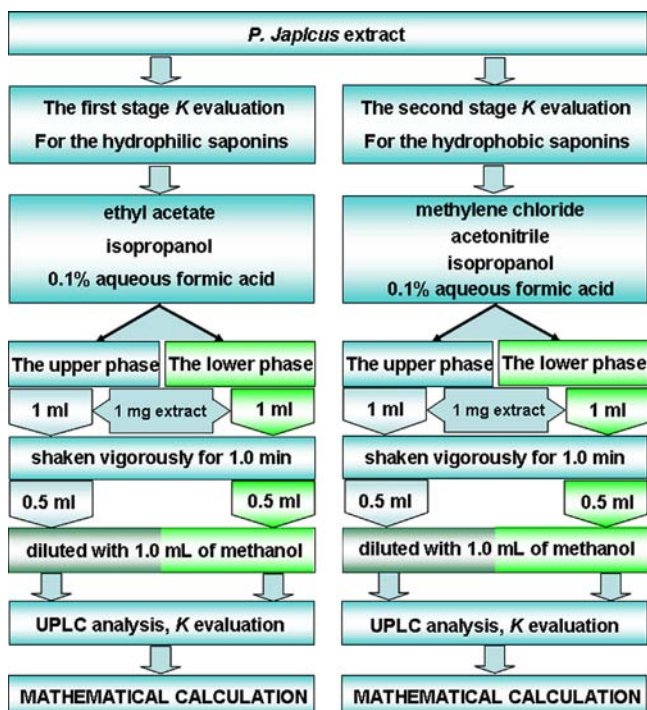 P. Japlcus extract
The first stage K evaluation
For the hydrophilic saponins
ethyl acetate
isopropanol
0.1% aqueous formic acid
The upper phase
The lower phase
1 ml
1 mg extract
1 ml
shaken vigorously for 1.0 min
0.5 ml
0.5 ml
diluted with 1.0 mL of methanol
UPLC analysis, K evaluation
MATHEMATICAL CALCULATION
The second stage K evaluation
For the hydrophobic saponins
methylene chloride
acetonitrile
isopropanol
0.1% aqueous formic acid
The upper phase
The lower phase
1 ml
1 mg extract
1 ml
shaken vigorously for 1.0 min
0.5 ml
0.5 ml
diluted with 1.0 mL of methanol
UPLC analysis, K evaluation
MATHEMATICAL CALCULATION